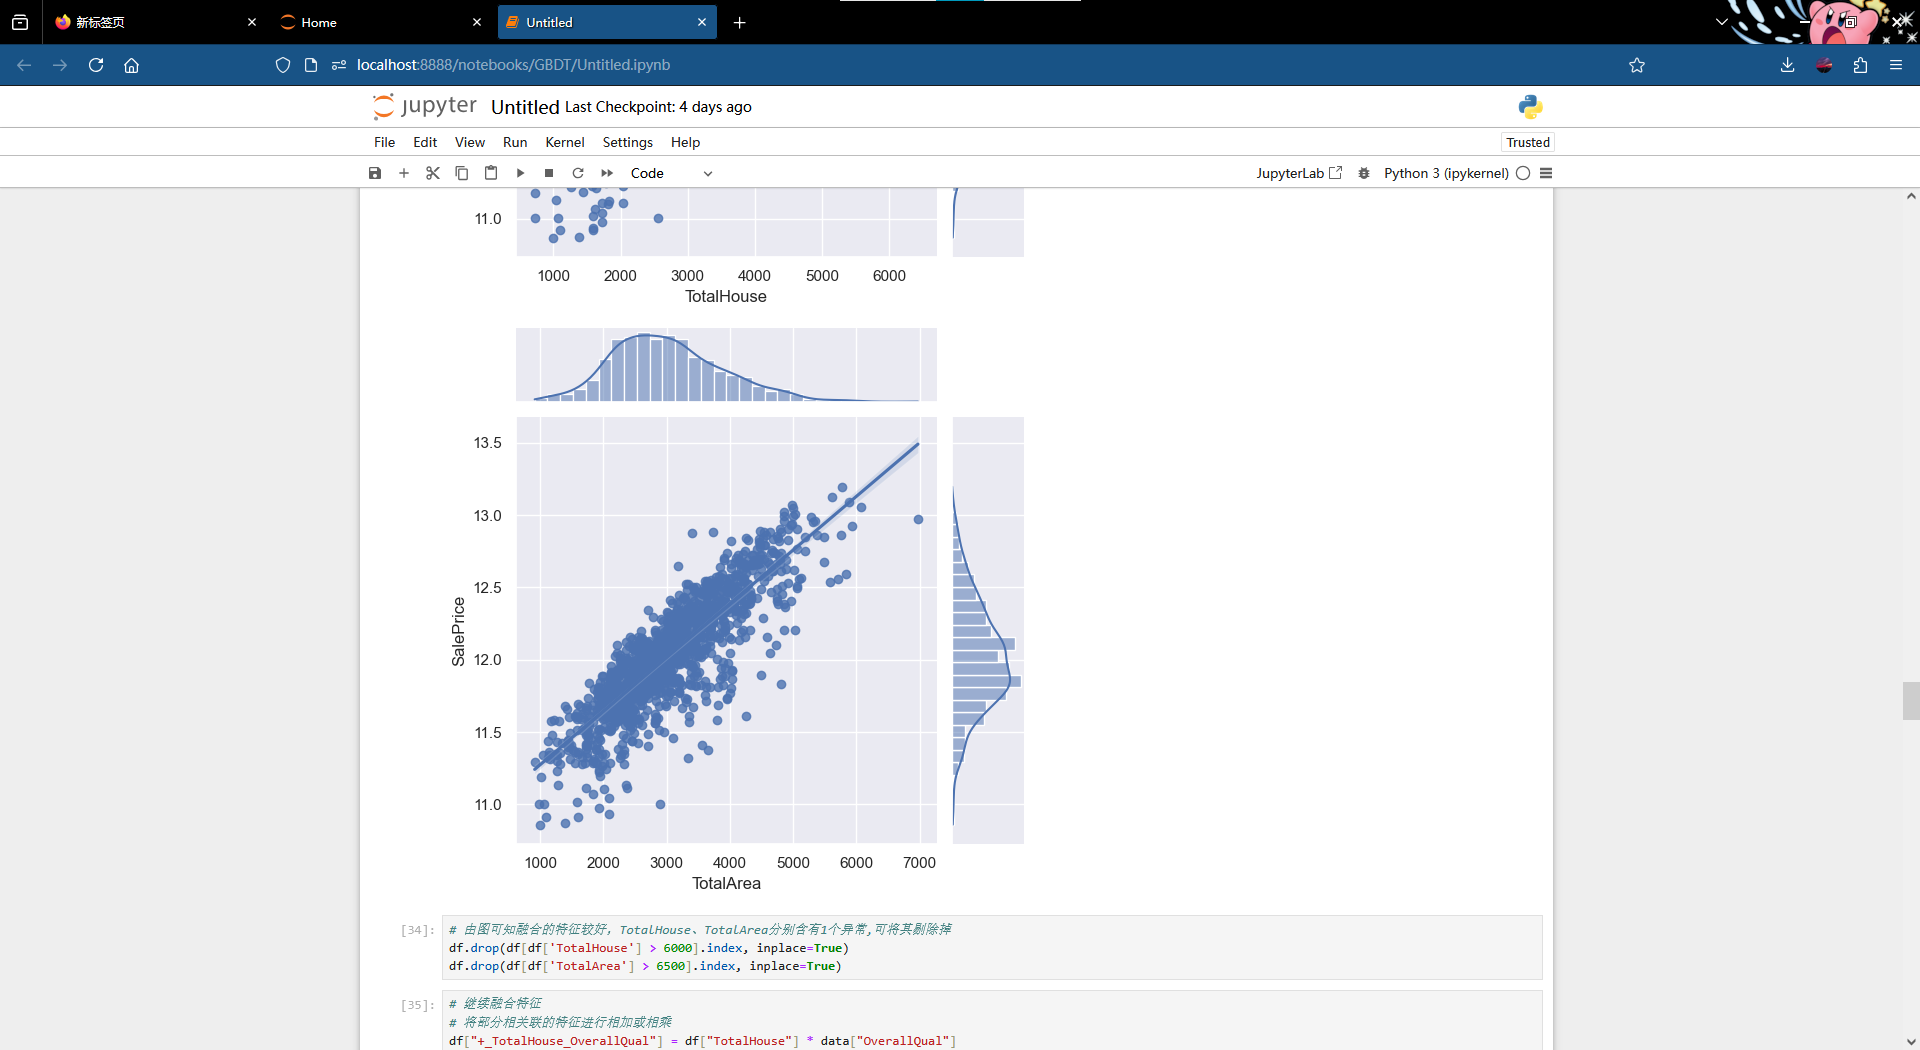 新标签页
Home
Untitled
localhost:8888/notebooks/GBDT/Untitled.ipynb
jupyter Untitled Last Checkpoint: 4 days ago
File Edit View Run Kernel Settings Help
Trusted
Code
JupyterLab
Python 3 (ipykernel)
11.0
1000 2000 3000 4000 5000 6000
TotalHouse
13.5
13.0
12.5
12.0
11.5
11.0
SalePrice
1000 2000 3000 4000 5000 6000 7000
TotalArea
[34]:
# 由图可知融合的特征较好，TotalHouse、TotalArea分别含有1个异常,可将其剔除掉
df.drop(df[df['TotalHouse'] > 6000].index, inplace=True)
df.drop(df[df['TotalArea'] > 6500].index, inplace=True)
[35]:
# 继续融合特征
# 将部分相关联的特征进行相加或相乘
df["+_TotalHouse_OverallQual"] = df["TotalHouse"] * data["OverallQual"]